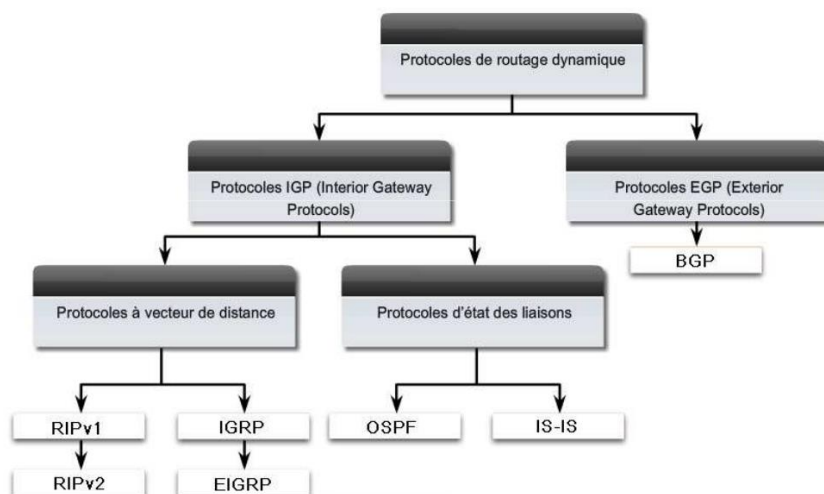 Protocoles de routage dynamique
Protocoles IGP (Interior Gateway
Protocols)
Protocoles EGP (Exterior
Gateway Protocols)
BGP
Protocoles à vecteur de distance
Protocoles d'état des liaisons
RIPv1
IGRP
OSPF
IS-IS
RIPv2
EIGRP